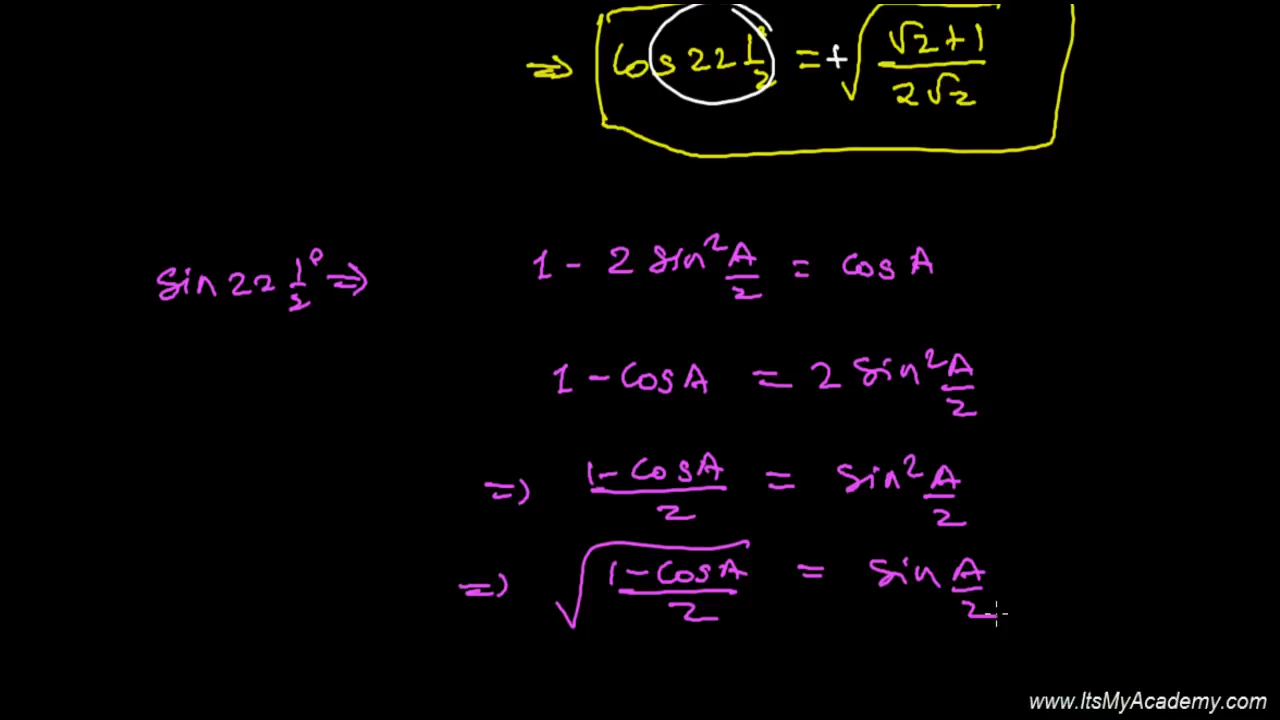 ⇒ Cos 22 1/2° = +√((√2+1)/(2√2))
Sin 22 1/2° ⇒ 1 - 2 Sin² A/2 = Cos A
1 - Cos A = 2 Sin² A/2
⇒ (1 - Cos A)/2 = Sin² A/2
⇒ √((1 - Cos A)/2) = Sin A/2
www.ItsMyAcademy.com